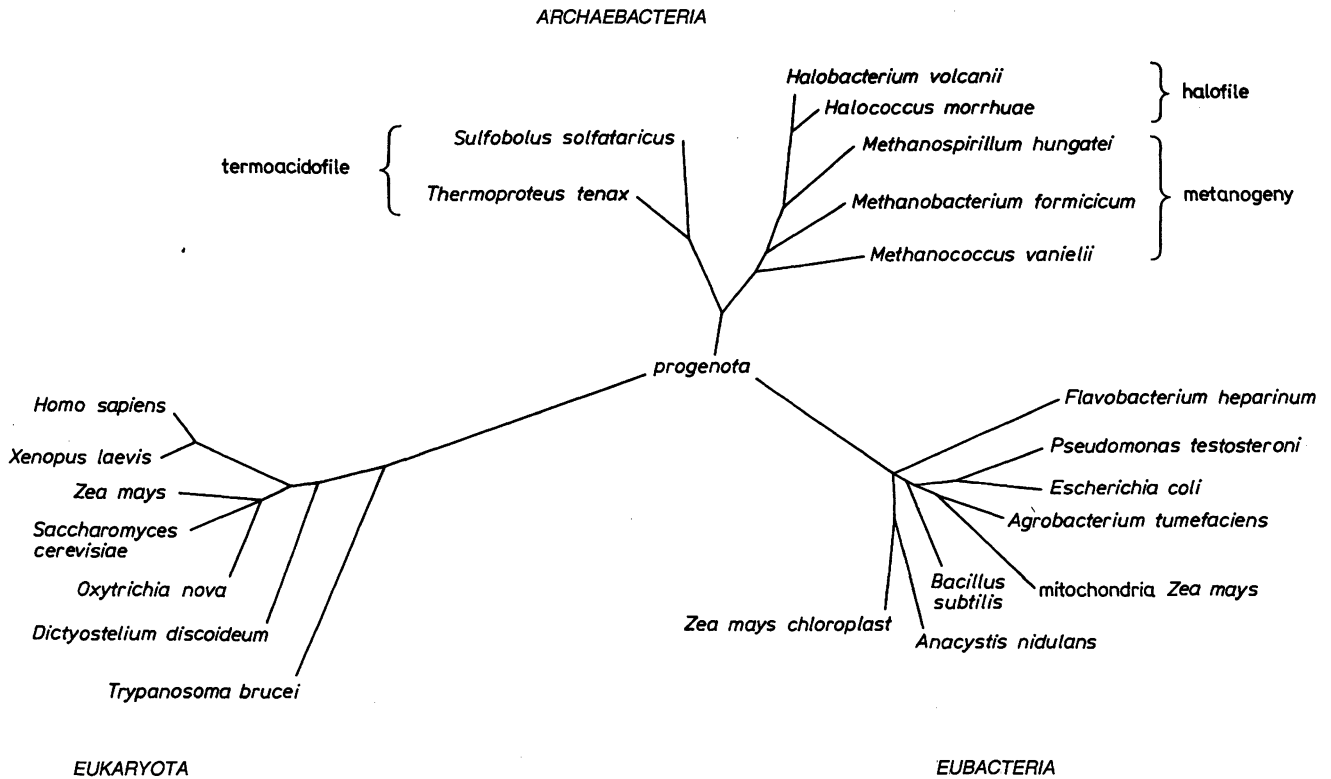 ARCHAEBACTERIA
Halobacterium volcanii
halofile
Halococcus morrhuae
Sulfobolus solfataricus
Methanospirillum hungatei
termoacidofile
Thermoproteus tenax
Methanobacterium formicicum
metanogeny
Methanococcus vanielii
progenota
Homo sapiens
Xenopus laevis
Zea mays
Saccharomyces
cerevisiae
Oxytrichia nova
Dictyostelium discoideum
Trypanosoma brucei
Flavobacterium heparinum
Pseudomonas testosteroni
Escherichia coli
Agrobacterium tumefaciens
Bacillus
subtilis
mitochondria Zea mays
Zea mays chloroplast
Anacystis nidulans
EUKARYOTA
EUBACTERIA